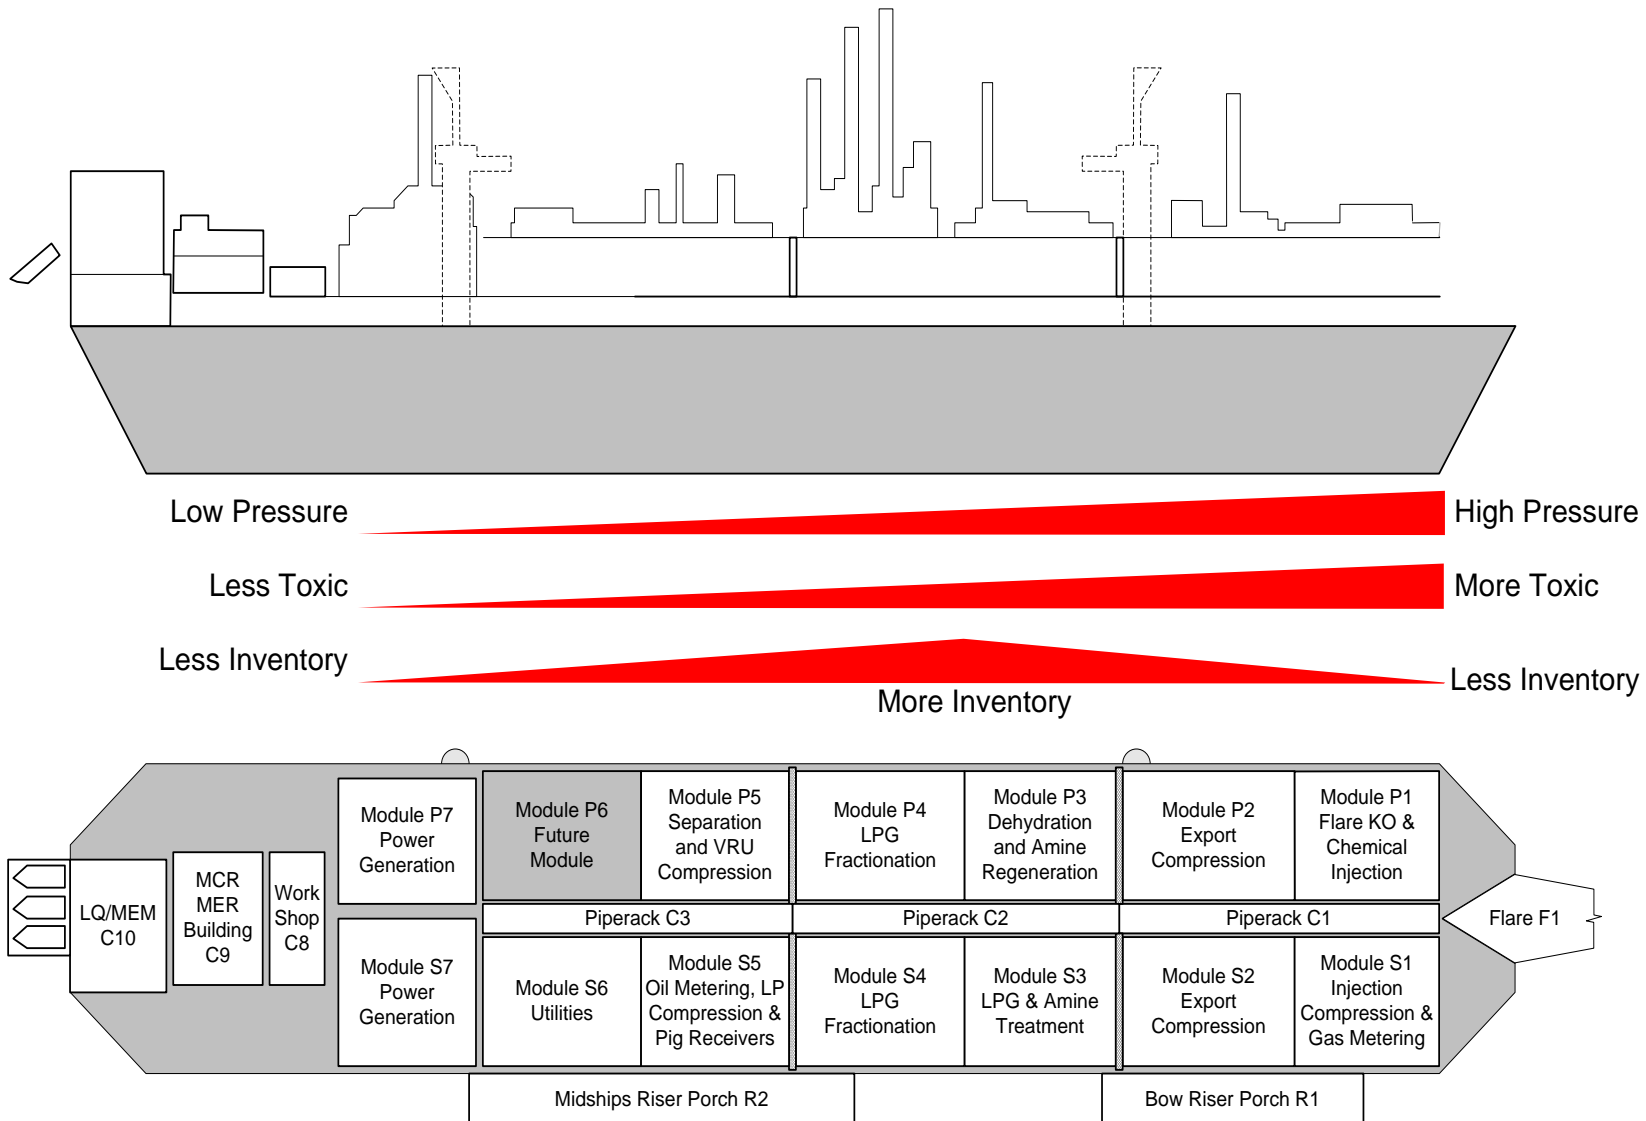 Low Pressure
High Pressure
Less Toxic
More Toxic
Less Inventory
Less Inventory
More Inventory
Module P7
Power
Generation
Module P6
Future
Module
Module P5
Separation
and VRU
Compression
Module P4
LPG
Fractionation
Module P3
Dehydration
and Amine
Regeneration
Module P2
Export
Compression
Module P1
Flare KO &
Chemical
Injection
LQ/MEM
C10
MCR
MER
Building
C9
Work
Shop
C8
Piperack C3
Piperack C2
Piperack C1
Flare F1
Module S7
Power
Generation
Module S6
Utilities
Module S5
Oil Metering, LP
Compression &
Pig Receivers
Module S4
LPG
Fractionation
Module S3
LPG & Amine
Treatment
Module S2
Export
Compression
Module S1
Injection
Compression &
Gas Metering
Midships Riser Porch R2
Bow Riser Porch R1